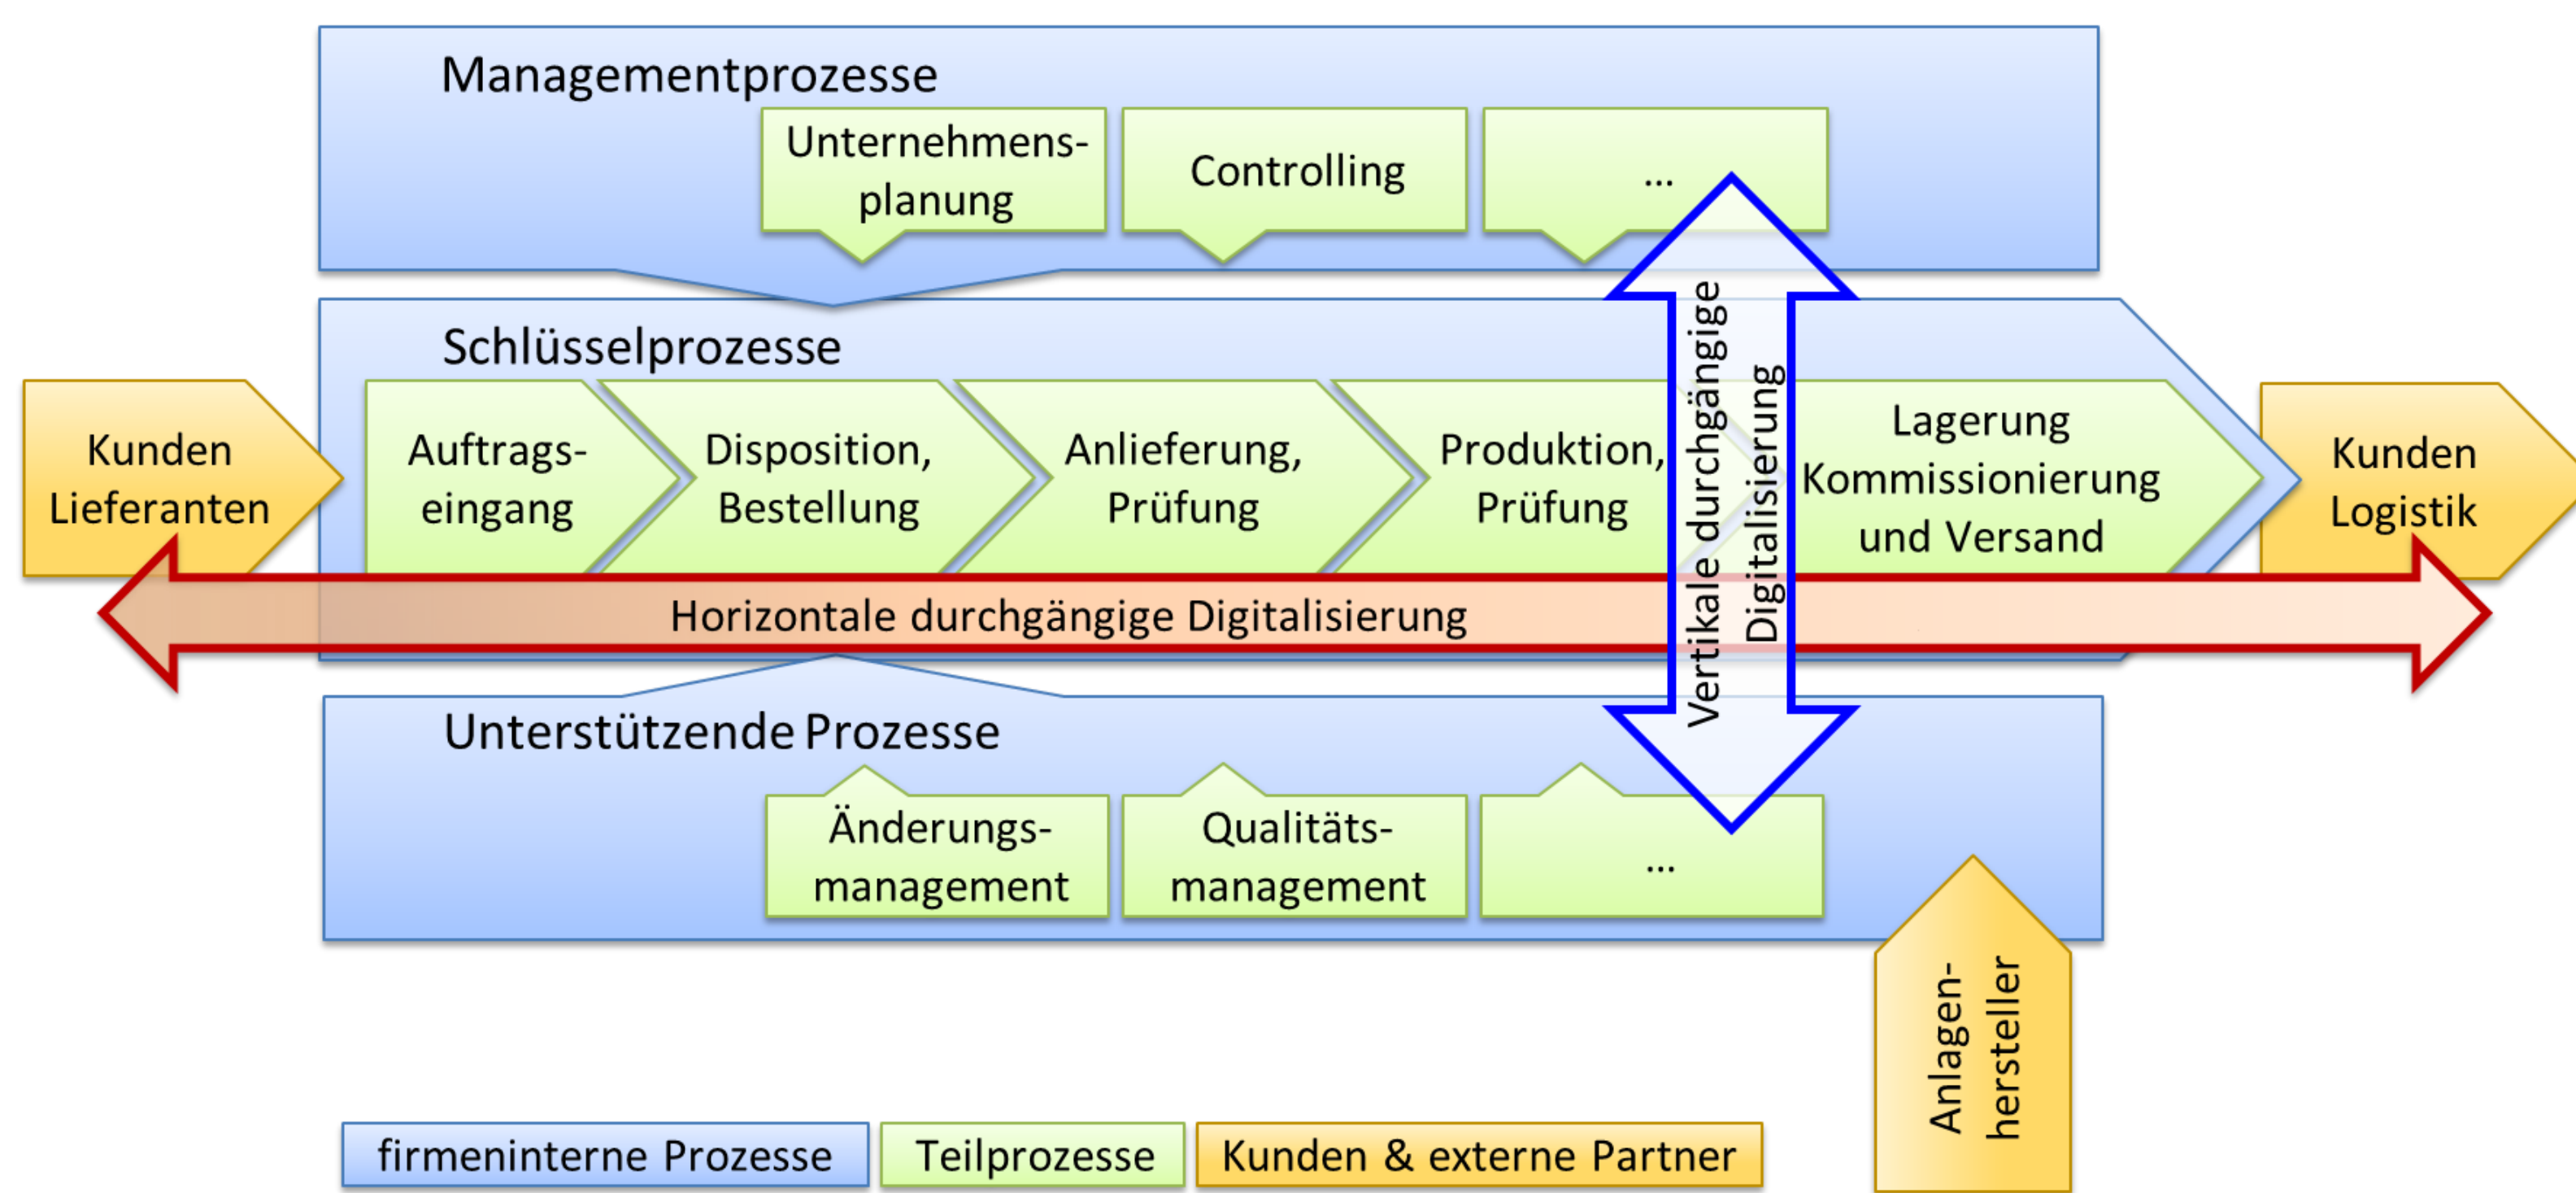 Managementprozesse
Unternehmens-
planung
Controlling
...
Schlüsselprozesse
Kunden
Lieferanten
Auftrags-
eingang
Disposition,
Bestellung
Anlieferung,
Prüfung
Produktion,
Prüfung
Lagerung
Kommissionierung
und Versand
Kunden
Logistik
Vertikale durchgängige
Digitalisierung
Horizontale durchgängige Digitalisierung
Unterstützende Prozesse
Änderungs-
management
Qualitäts-
management
...
Anlagen-
hersteller
firmeninterne Prozesse
Teilprozesse
Kunden & externe Partner